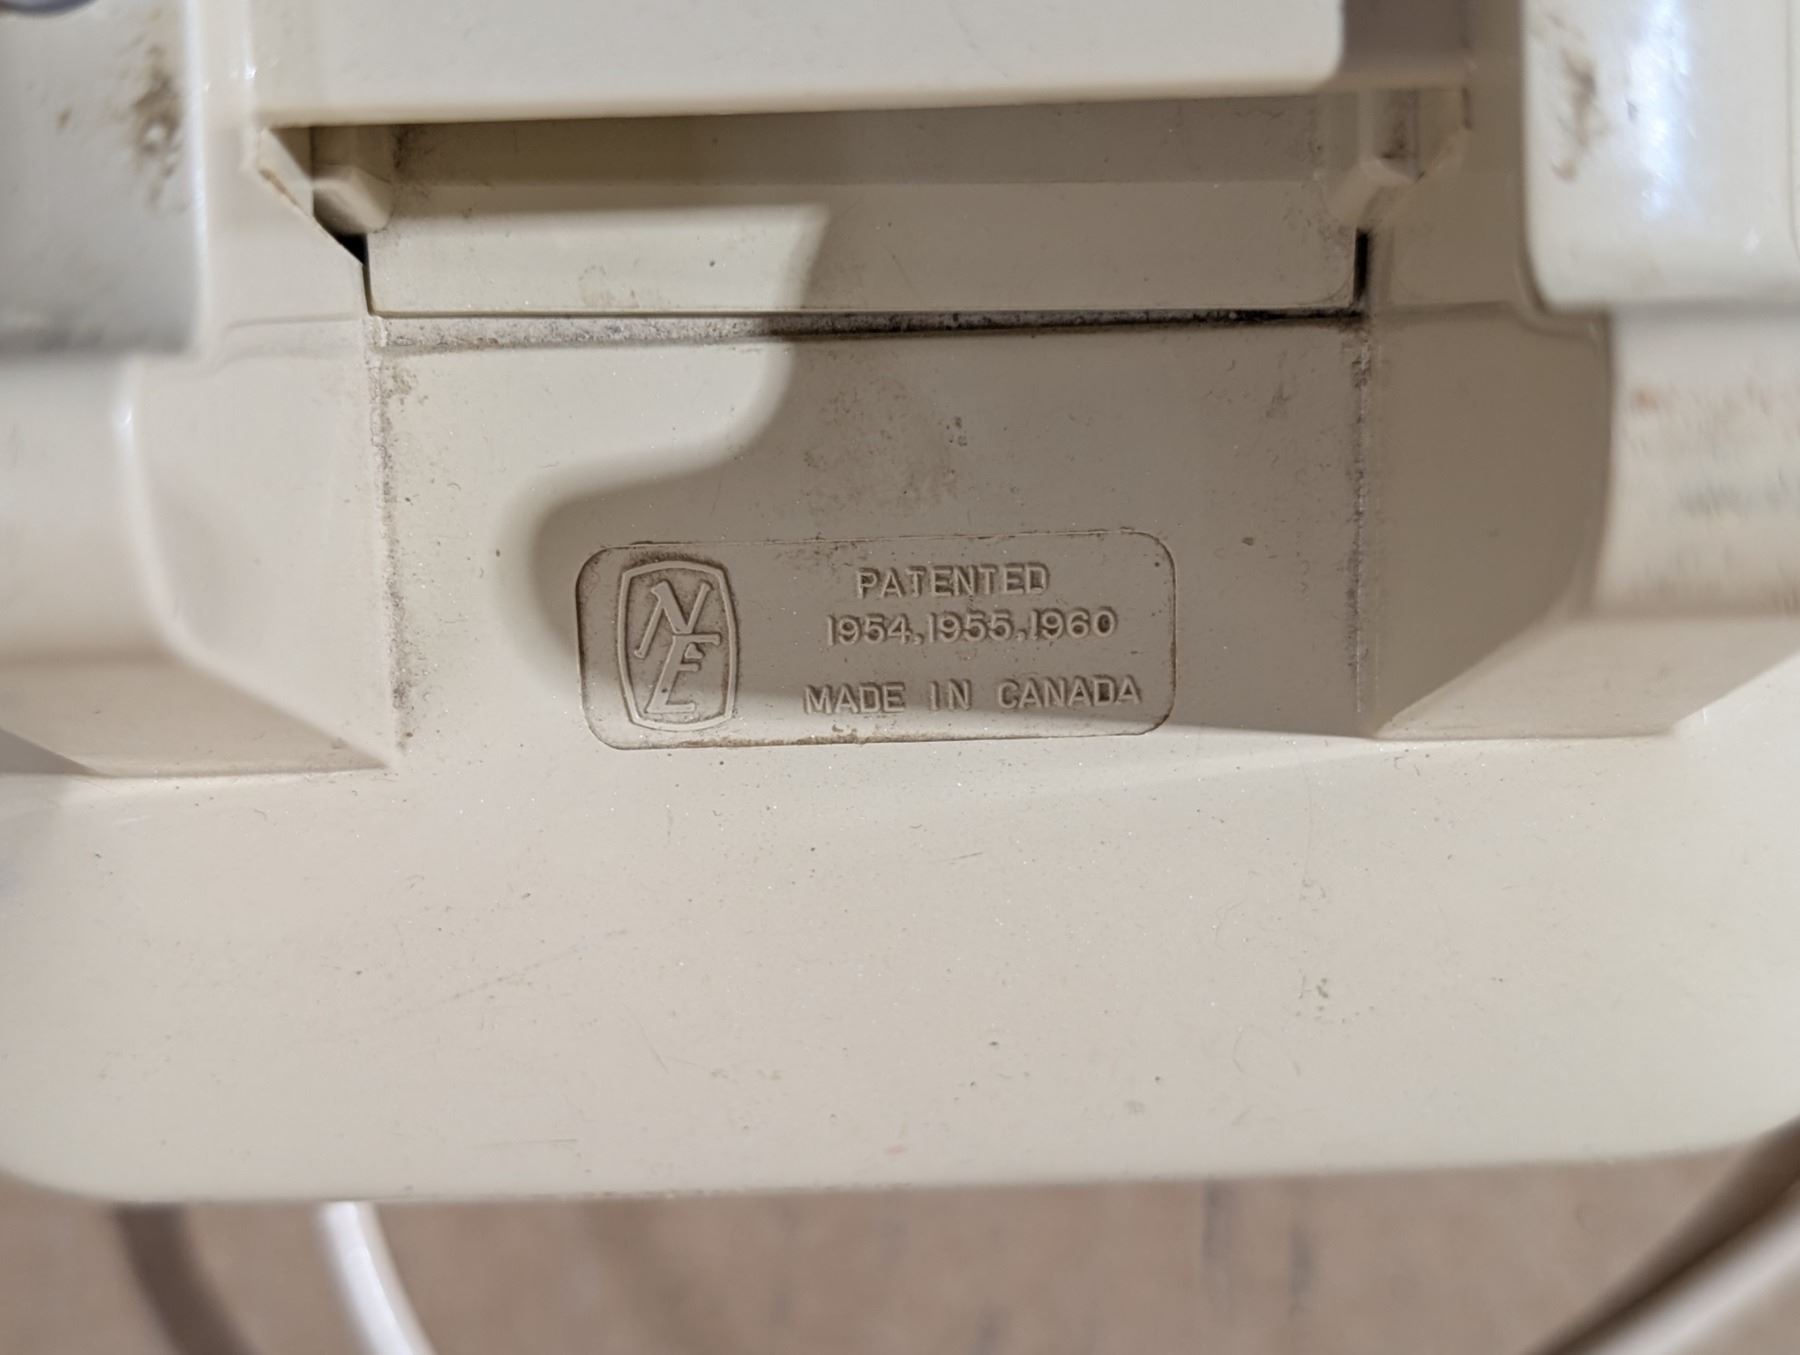 NE
PATENTED
1954,1955,1960
MADE IN CANADA